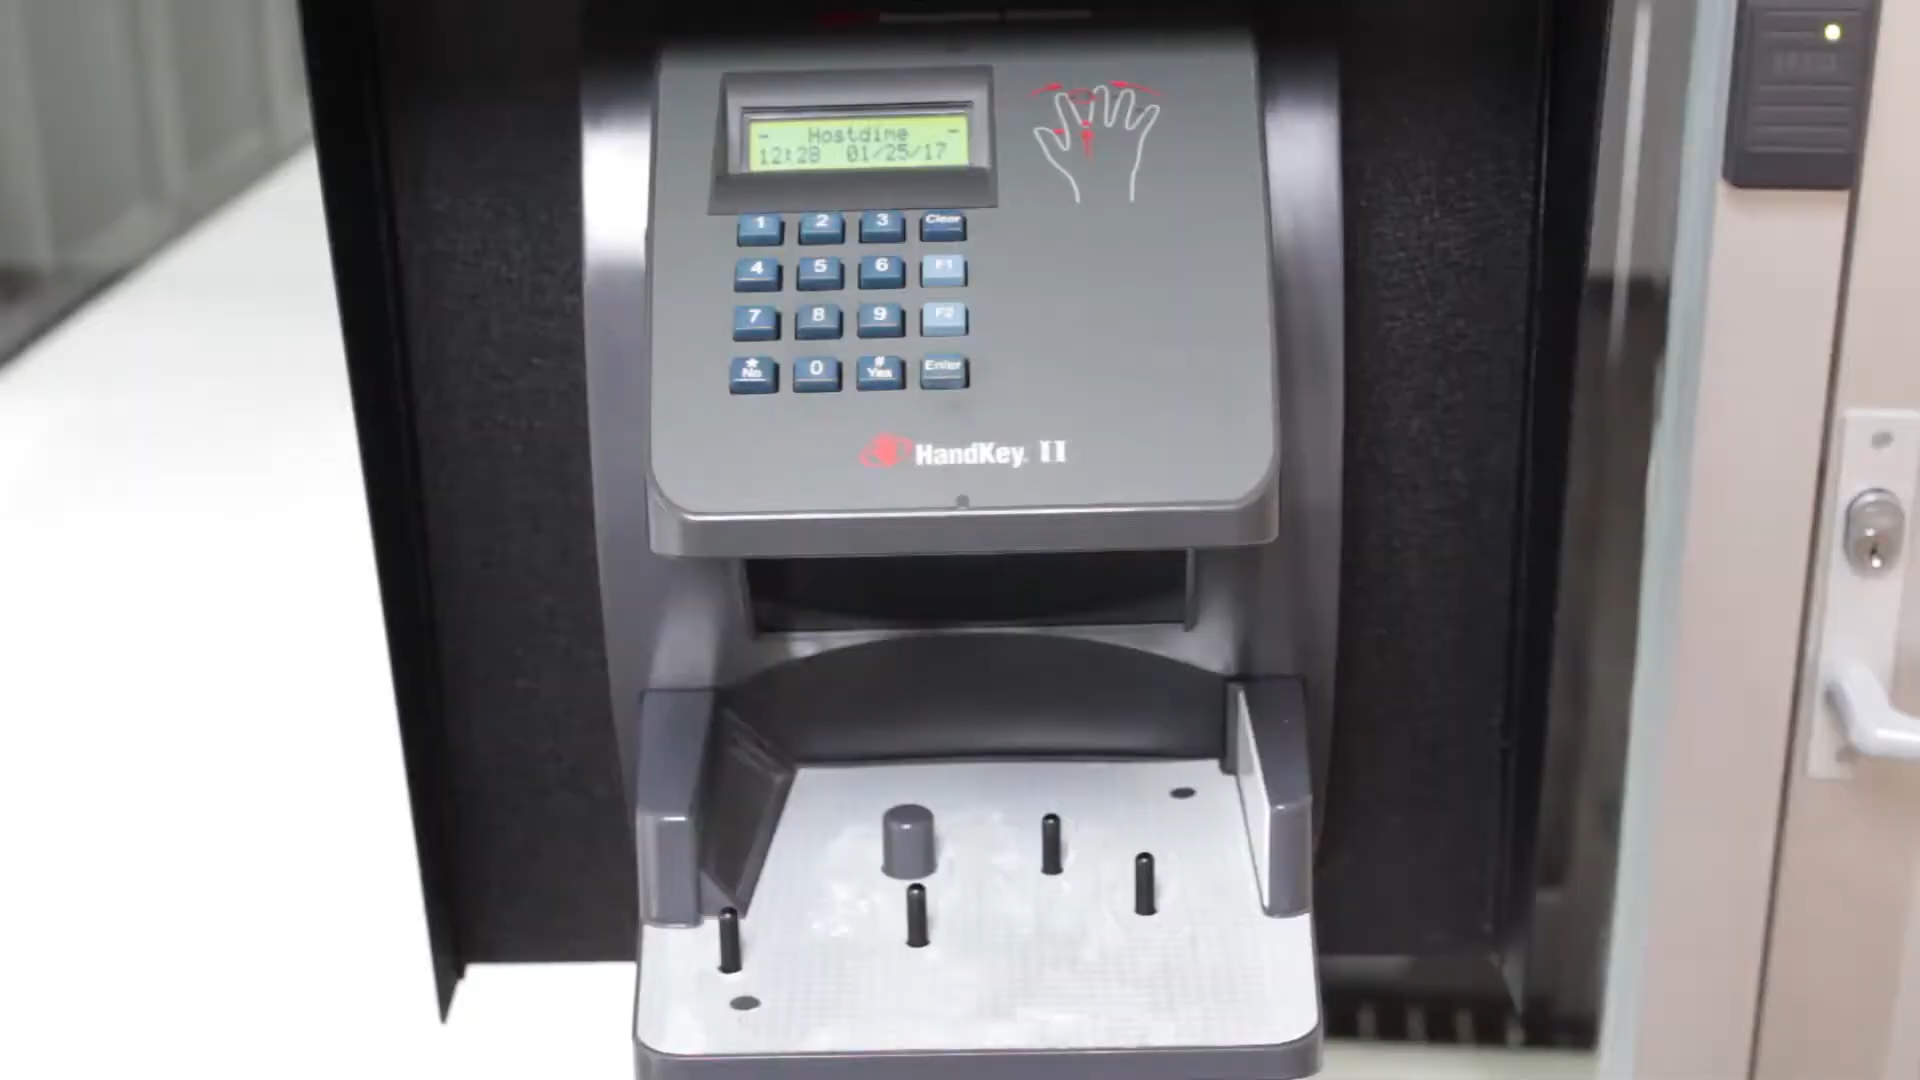 - Hostdime -
12:28 01/25/17
1 2 3 Clear
4 5 6 F1
7 8 9 F2
* No 0 # Yes Enter
HandKey II